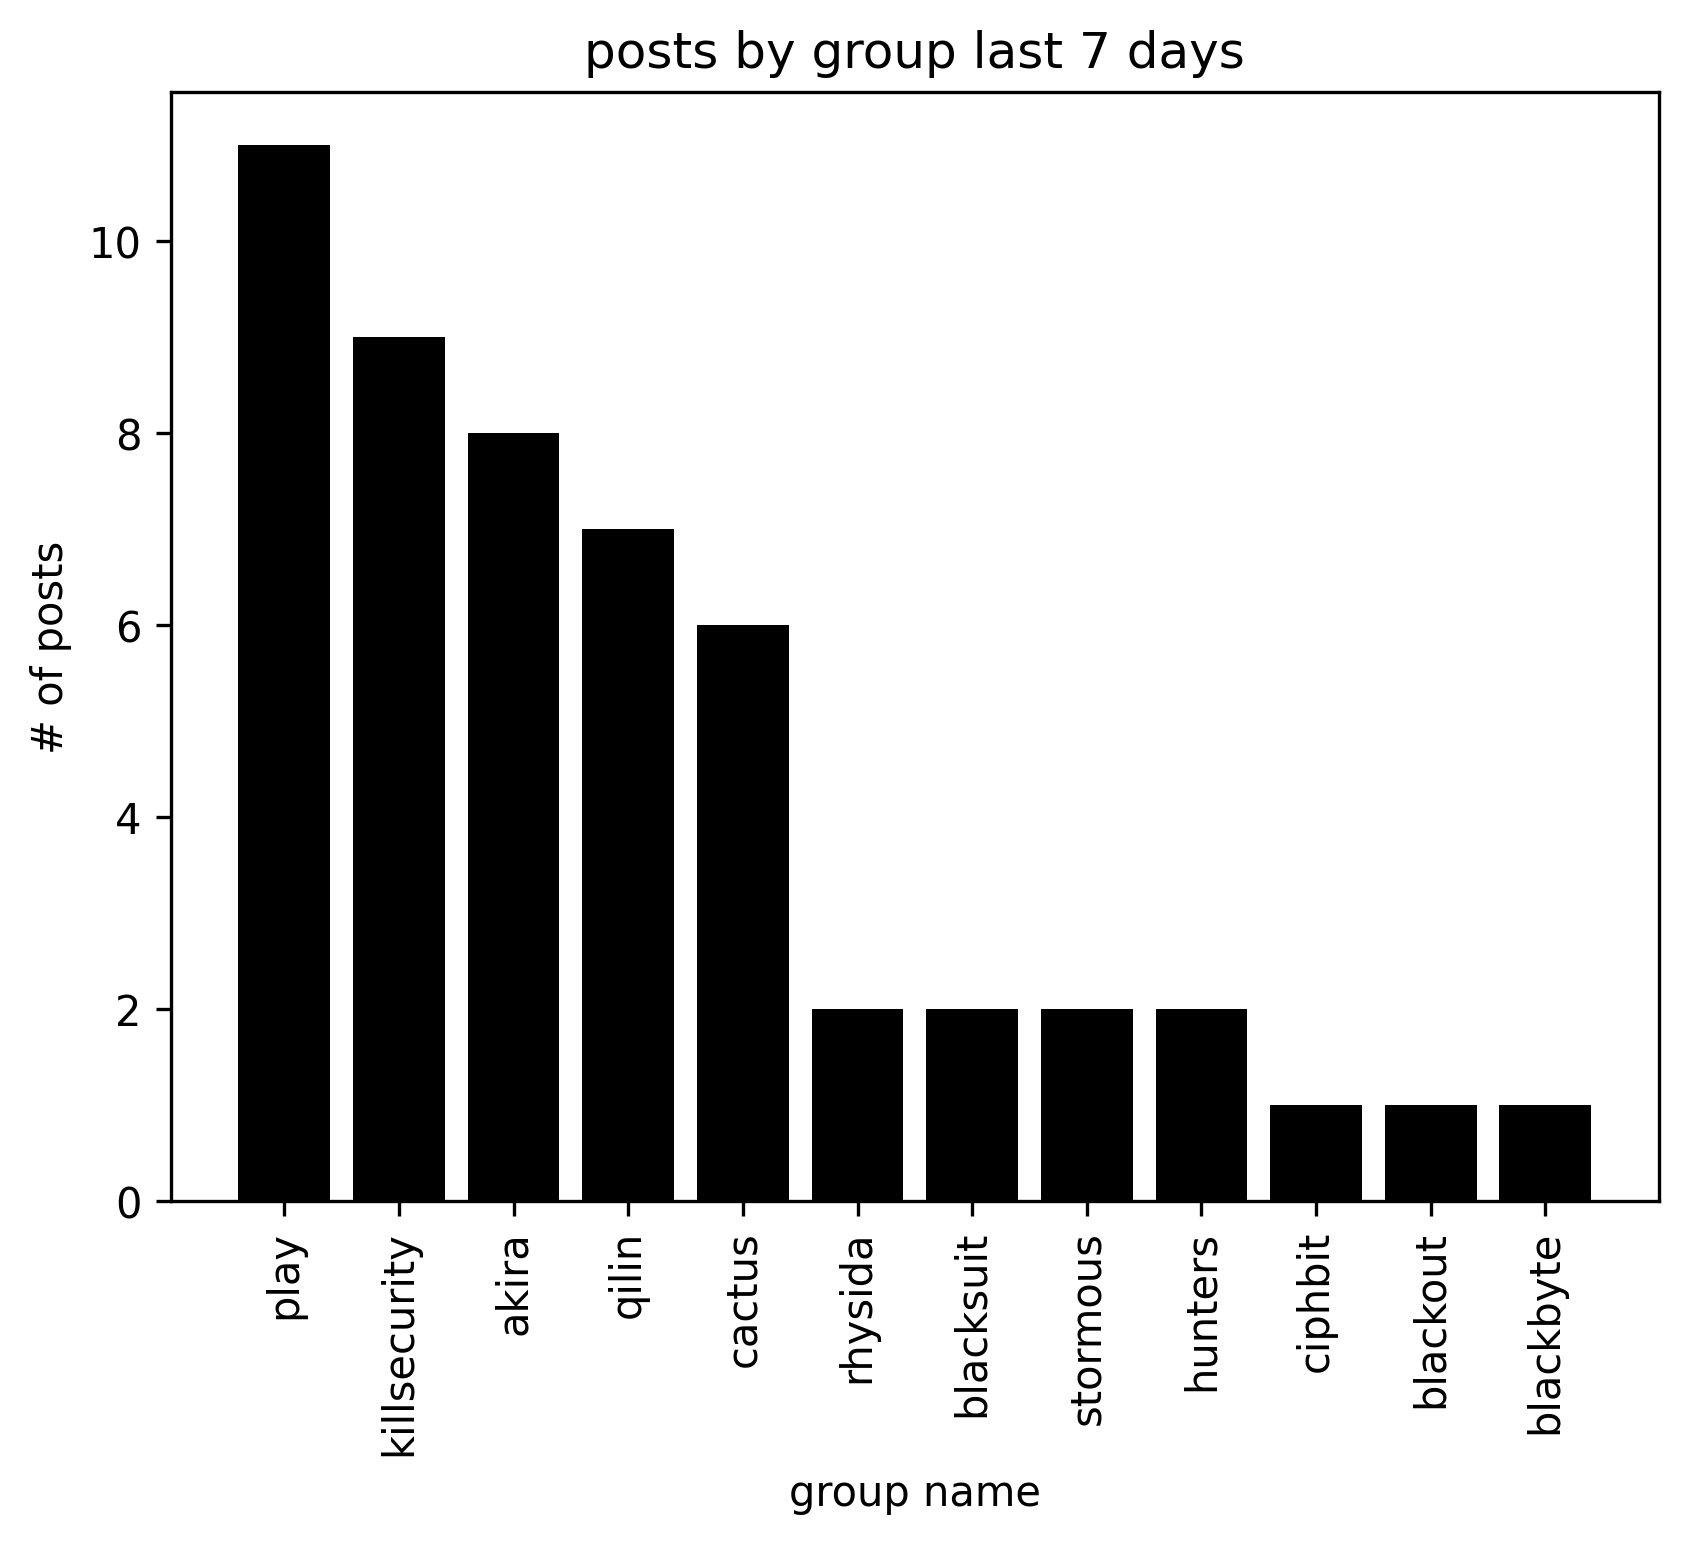 posts by group last 7 days
# of posts
10
8
6
4
2
0
play
killsecurity
akira
qilin
cactus
rhysida
blacksuit
stormous
hunters
ciphbit
blackout
blackbyte
group name